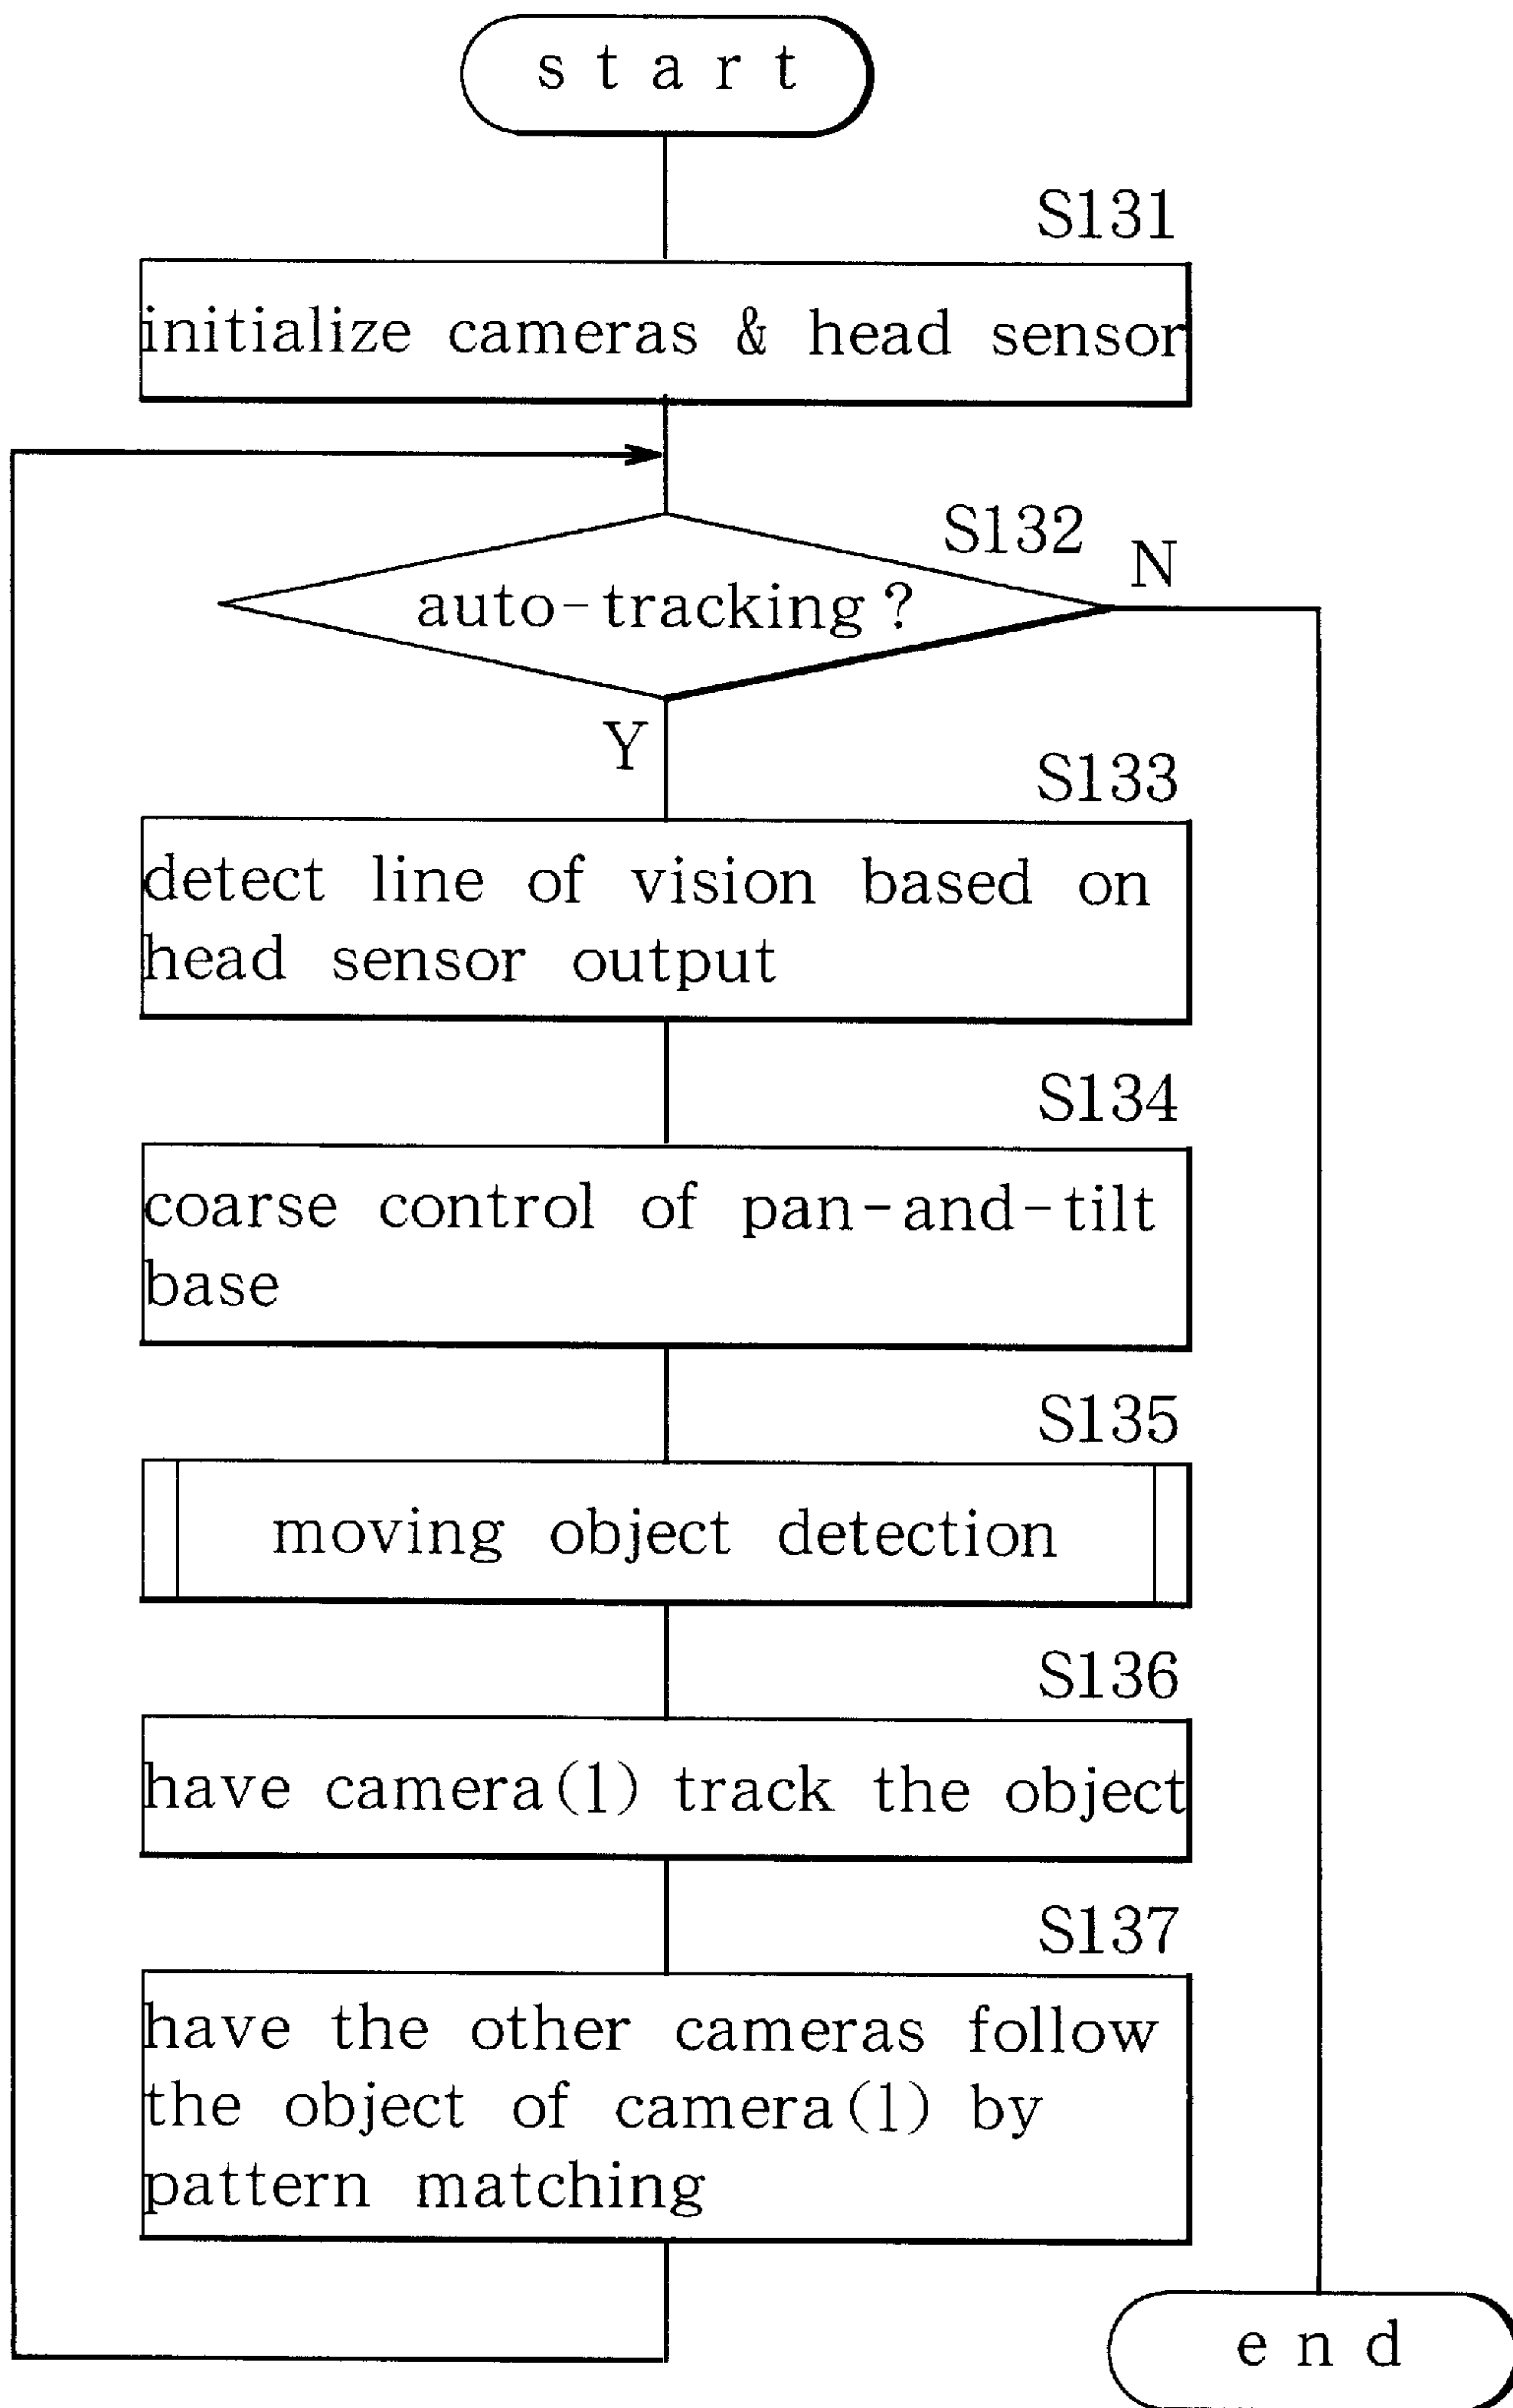 start
S131
initialize cameras & head sensor
S132
N
auto-tracking?
Y
S133
detect line of vision based on
head sensor output
S134
coarse control of pan-and-tilt
base
S135
moving object detection
S136
have camera(1) track the object
S137
have the other cameras follow
the object of camera(1) by
pattern matching
end